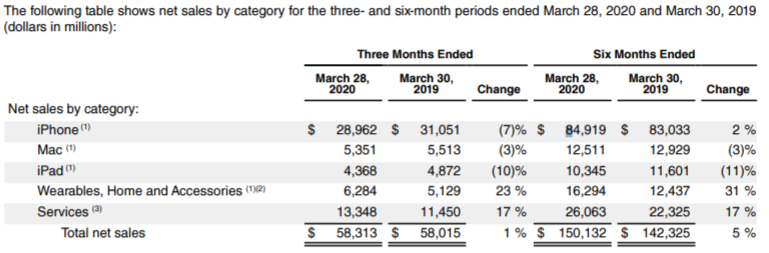 The following table shows net sales by category for the three- and six-month periods ended March 28, 2020 and March 30, 2019
(dollars in millions):
Three Months Ended Six Months Ended
March 28, 2020 March 30, 2019 Change March 28, 2020 March 30, 2019 Change
Net sales by category:
iPhone (1) $ 28,962 $ 31,051 (7)% $ 84,919 $ 83,033 2 %
Mac (1) 5,351 5,513 (3)% 12,511 12,929 (3)%
iPad (1) 4,368 4,872 (10)% 10,345 11,601 (11)%
Wearables, Home and Accessories (1)(2) 6,284 5,129 23 % 16,294 12,437 31 %
Services (3) 13,348 11,450 17 % 26,063 22,325 17 %
Total net sales $ 58,313 $ 58,015 1 % $ 150,132 $ 142,325 5 %